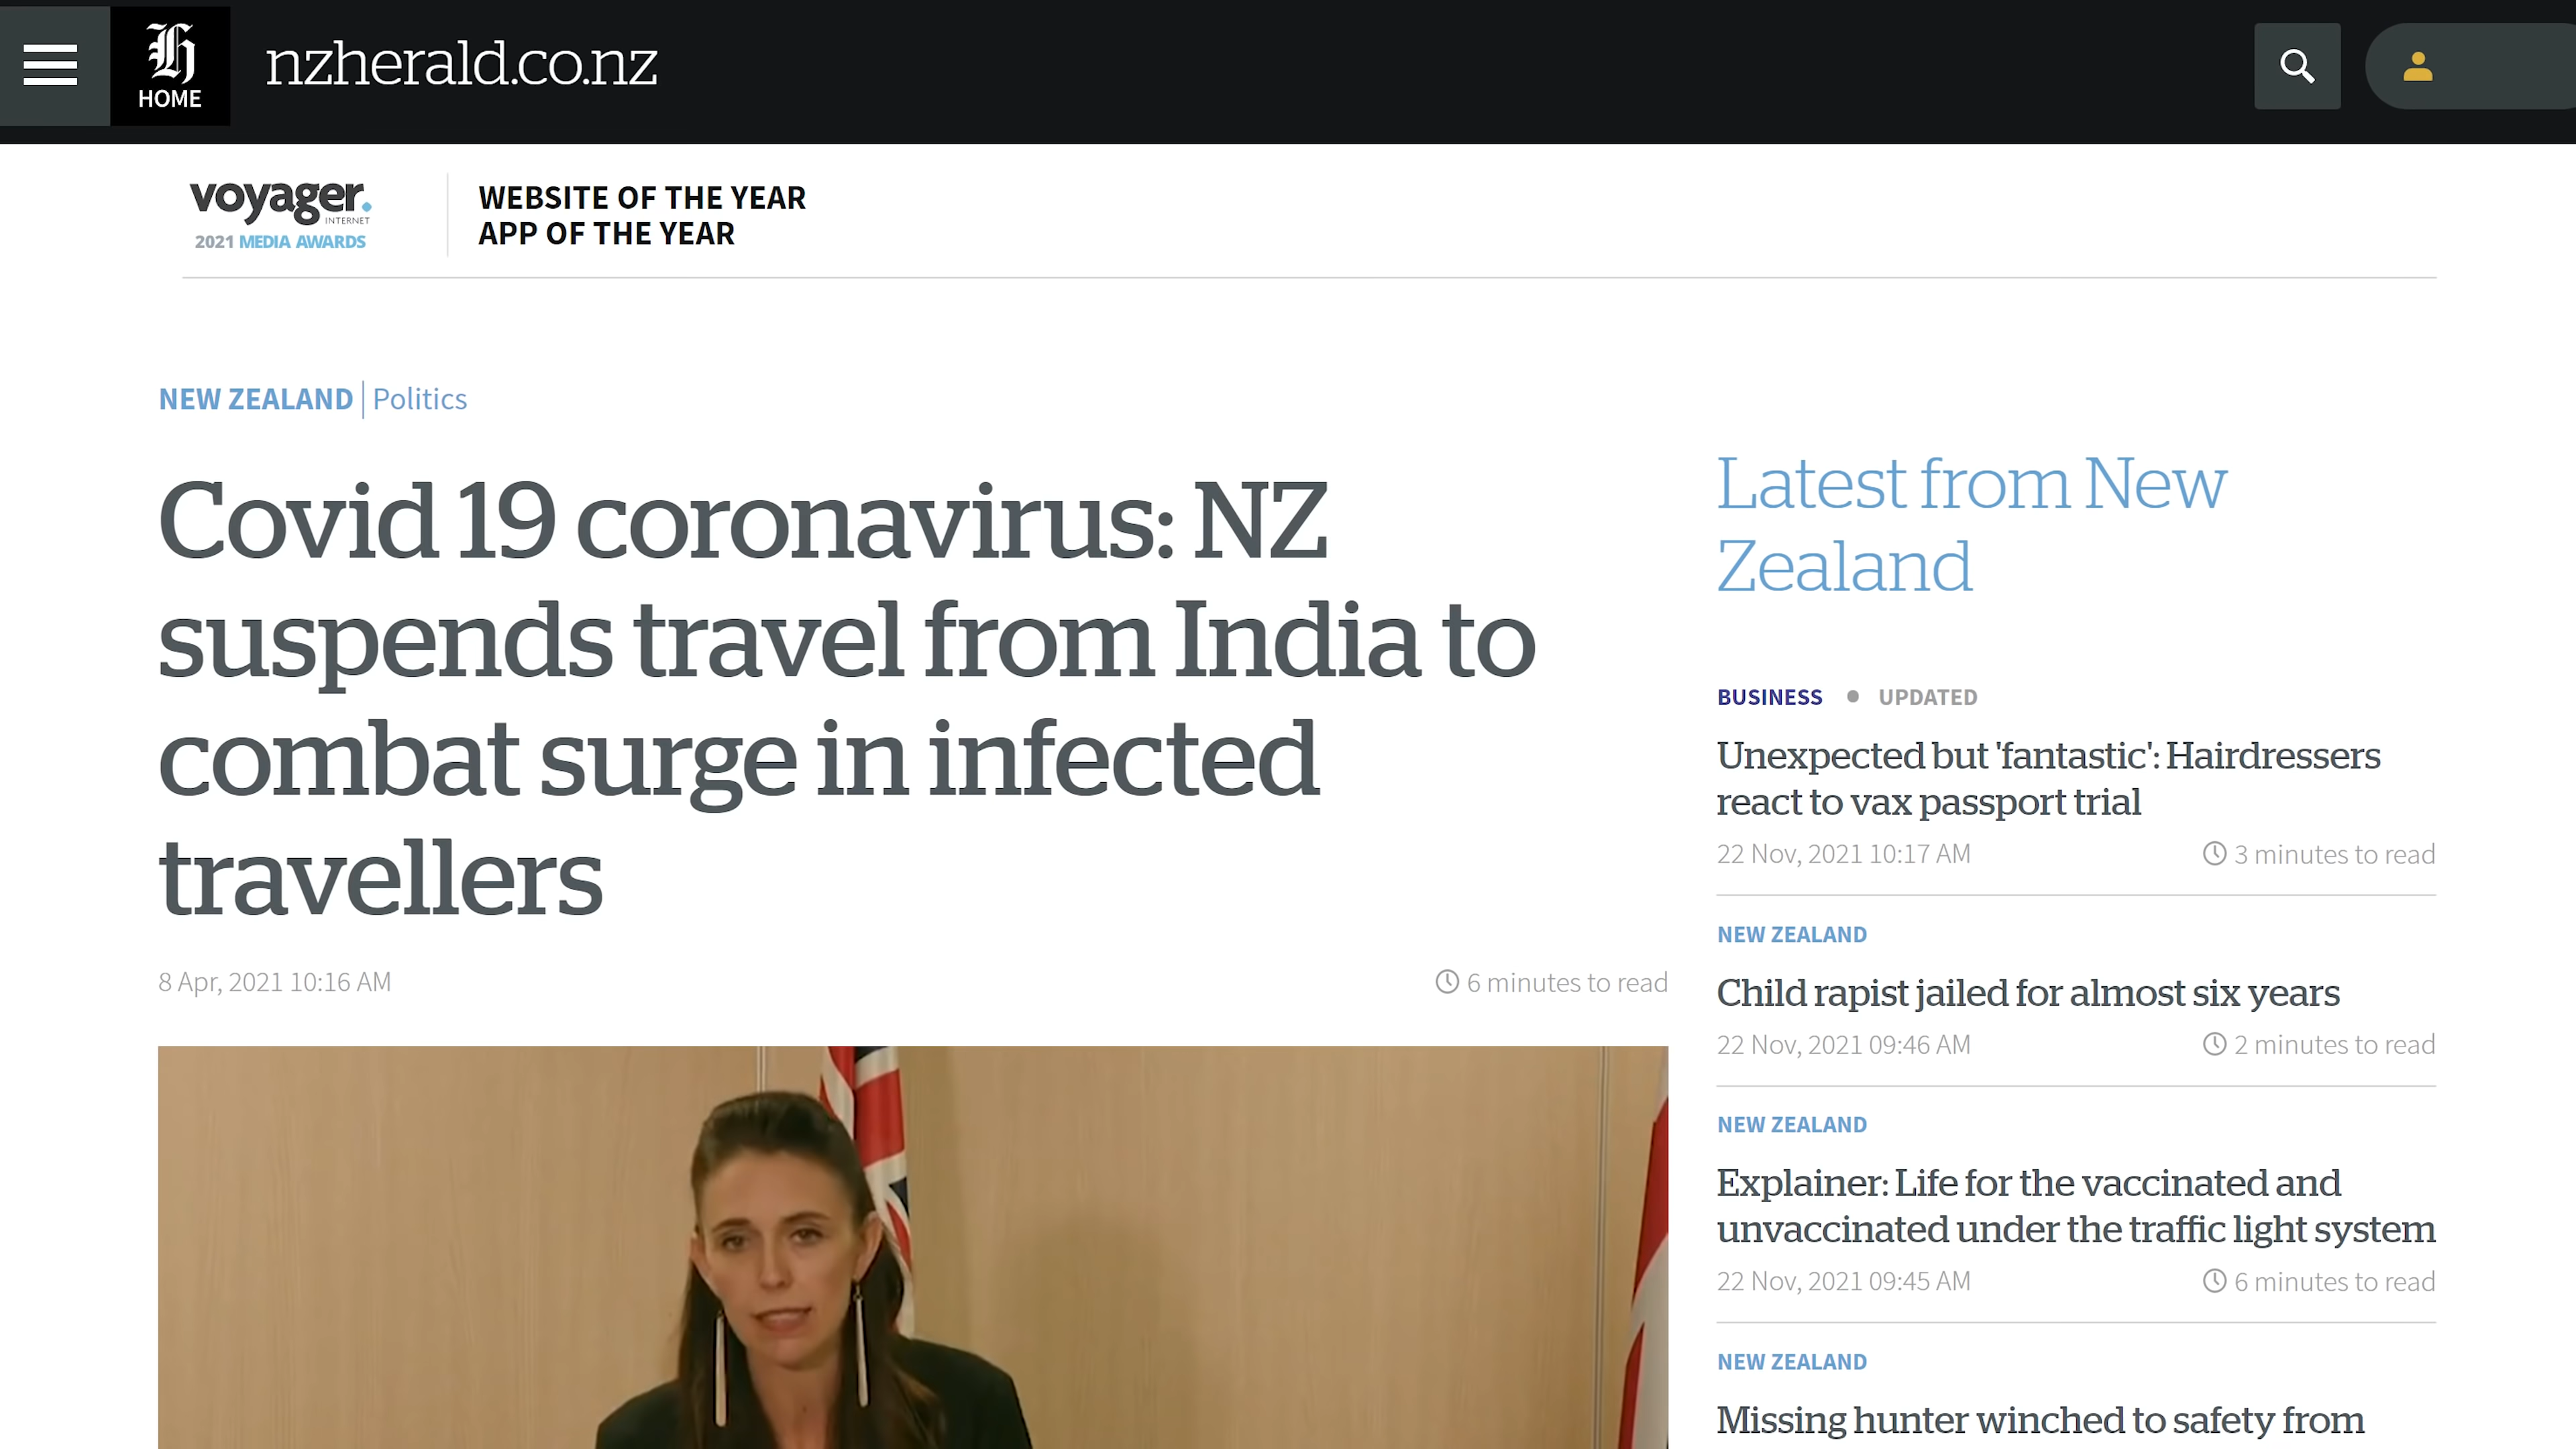 HOME
nzherald.co.nz
voyager.
INTERNET
2021 MEDIA AWARDS
WEBSITE OF THE YEAR
APP OF THE YEAR
NEW ZEALAND | Politics
Covid 19 coronavirus: NZ
suspends travel from India to
combat surge in infected
travellers
8 Apr, 2021 10:16 AM
6 minutes to read
Latest from New
Zealand
BUSINESS • UPDATED
Unexpected but 'fantastic': Hairdressers
react to vax passport trial
22 Nov, 2021 10:17 AM
3 minutes to read
NEW ZEALAND
Child rapist jailed for almost six years
22 Nov, 2021 09:46 AM
2 minutes to read
NEW ZEALAND
Explainer: Life for the vaccinated and
unvaccinated under the traffic light system
22 Nov, 2021 09:45 AM
6 minutes to read
NEW ZEALAND
Missing hunter winched to safety from